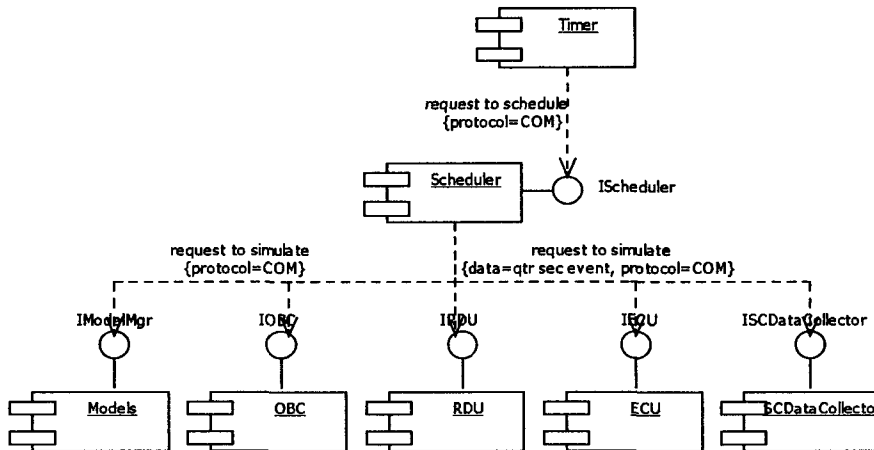 Timer
request to schedule
{protocol=COM}
Scheduler
IScheduler
request to simulate
{protocol=COM}
request to simulate
{data=qtr sec event, protocol=COM}
IModelMgr
IOBC
IRDU
IECU
ISCDataCollector
Models
OBC
RDU
ECU
SCDataCollector